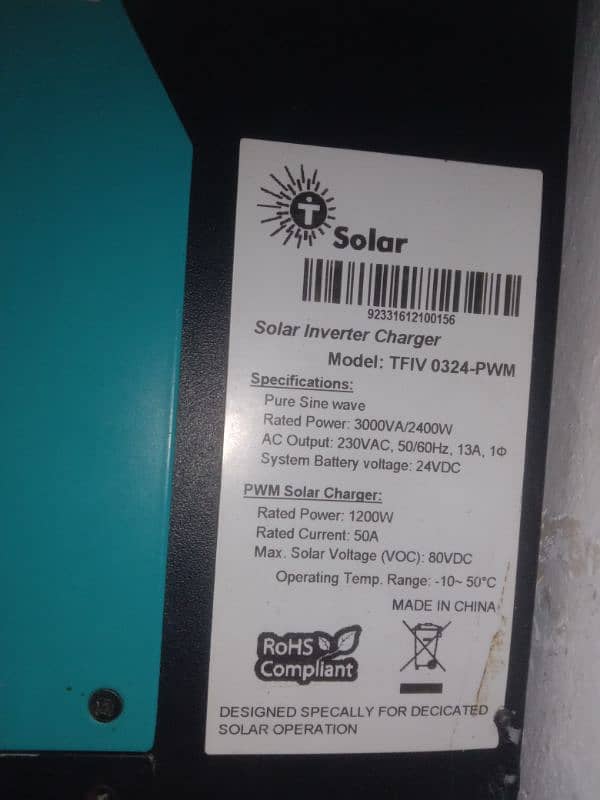 T
Solar
92331612100156
Solar Inverter Charger
Model: TFIV 0324-PWM
Specifications:
Pure Sine wave
Rated Power: 3000VA/2400W
AC Output: 230VAC, 50/60Hz, 13A, 1Φ
System Battery voltage: 24VDC
PWM Solar Charger:
Rated Power: 1200W
Rated Current: 50A
Max. Solar Voltage (VOC): 80VDC
Operating Temp. Range: -10~ 50°C
MADE IN CHINA
RoHS
Compliant
DESIGNED SPECALLY FOR DECICATED
SOLAR OPERATION